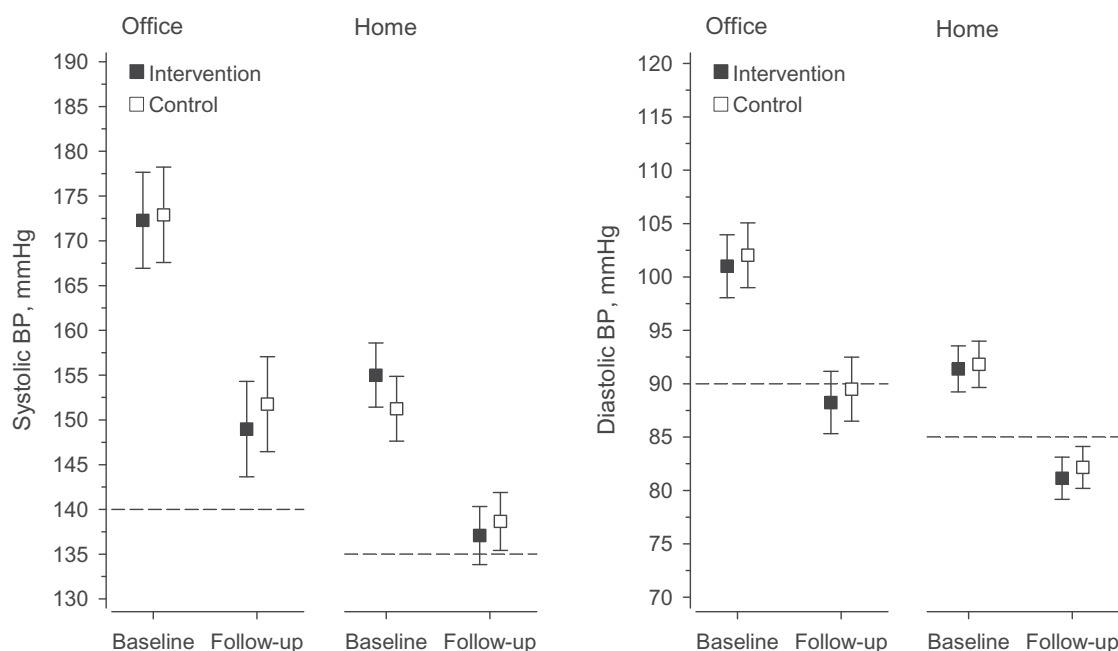 Office Home
Intervention
Control
Systolic BP, mmHg
190
185
180
175
170
165
160
155
150
145
140
135
130
Baseline Follow-up Baseline Follow-up
Office Home
Intervention
Control
Diastolic BP, mmHg
120
115
110
105
100
95
90
85
80
75
70
Baseline Follow-up Baseline Follow-up